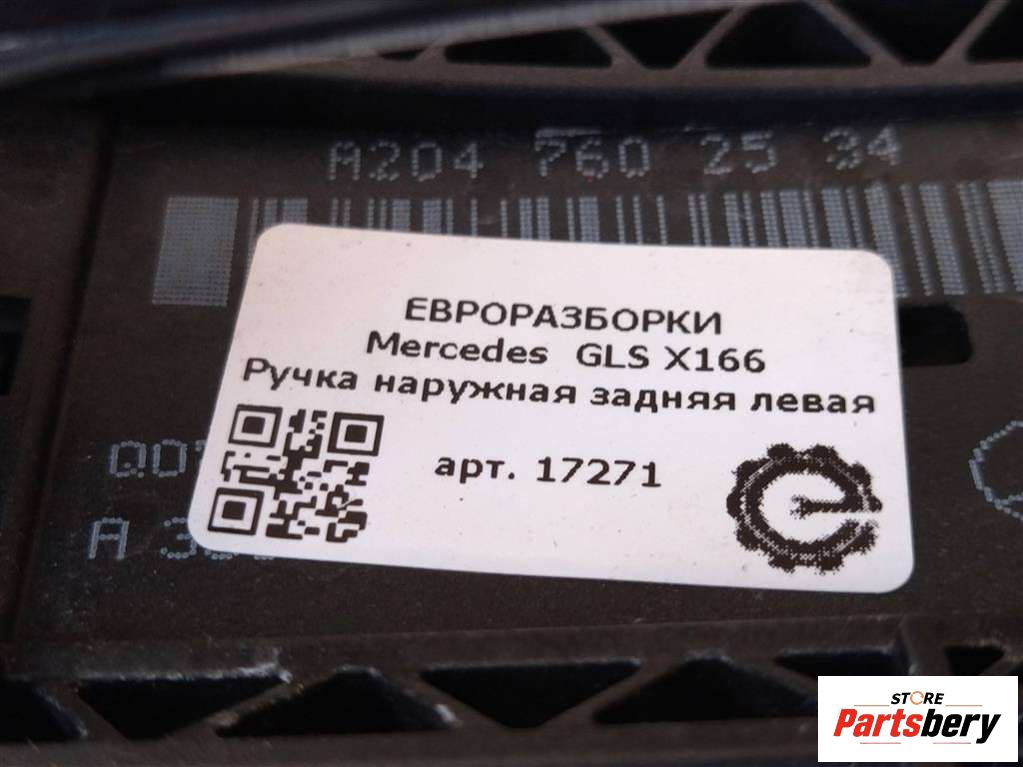 A204 760 25 34
ЕВРОРАЗБОРКИ
Mercedes GLS X166
Ручка наружная задняя левая
арт. 17271
STORE
Partsbery